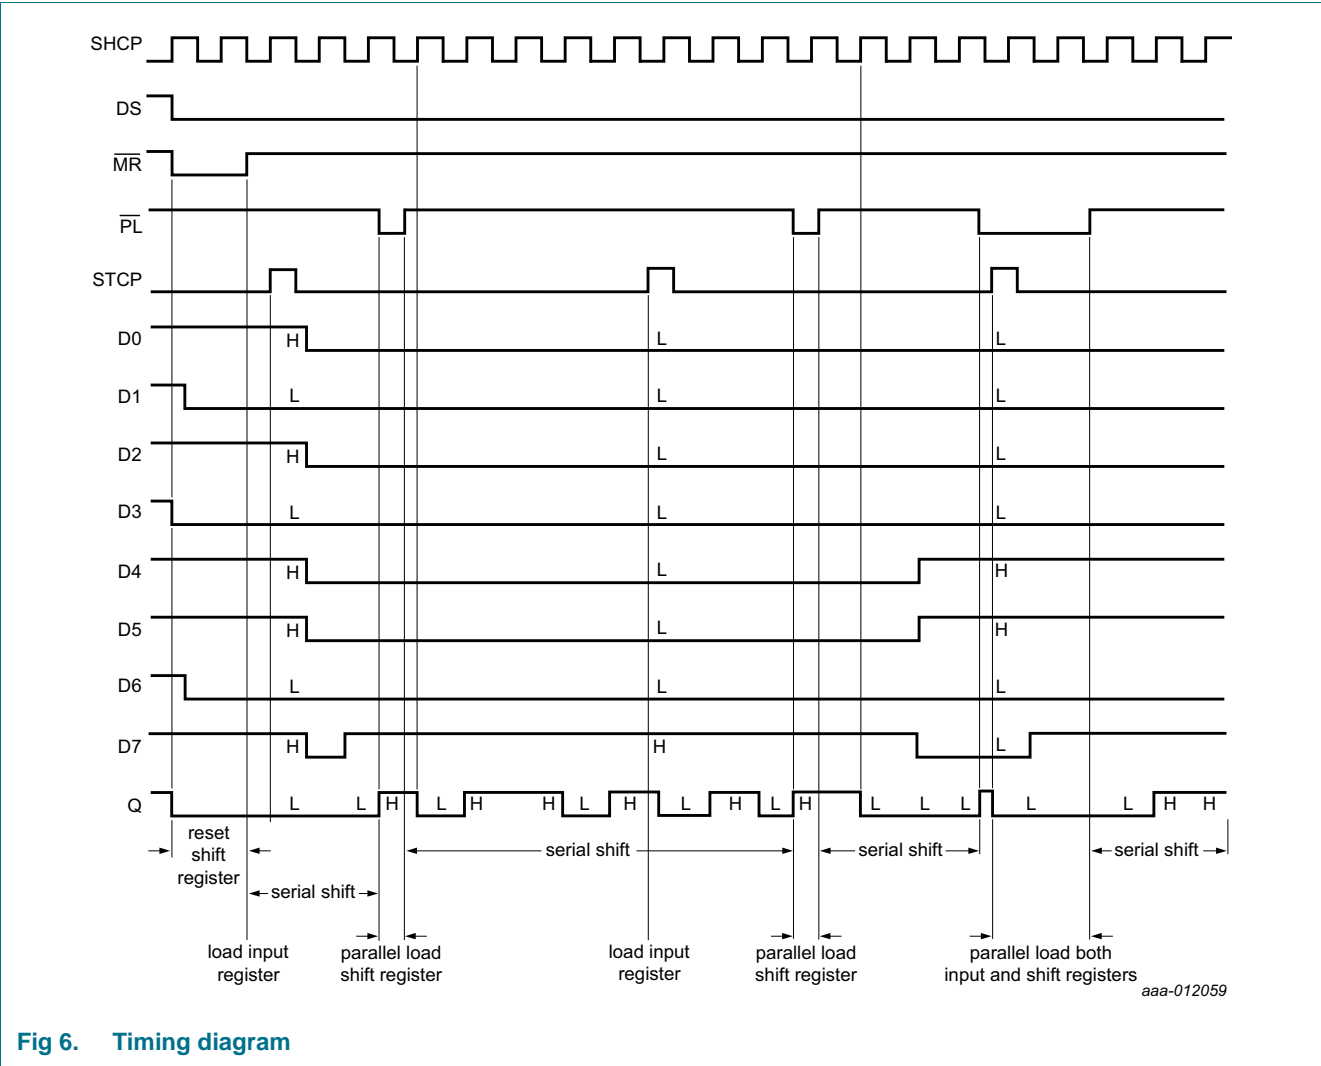 SHCP
DS
MR
PL
STCP
D0 H L L
D1 L L L
D2 H L L
D3 L L L
D4 H L H
D5 H L H
D6 L L L
D7 H H L
Q L L H L H H L H L H L H L L L L L H H
reset
shift
register
serial shift
serial shift
serial shift
serial shift
load input
register
parallel load
shift register
load input
register
parallel load
shift register
parallel load both
input and shift registers
aaa-012059
Fig 6. Timing diagram